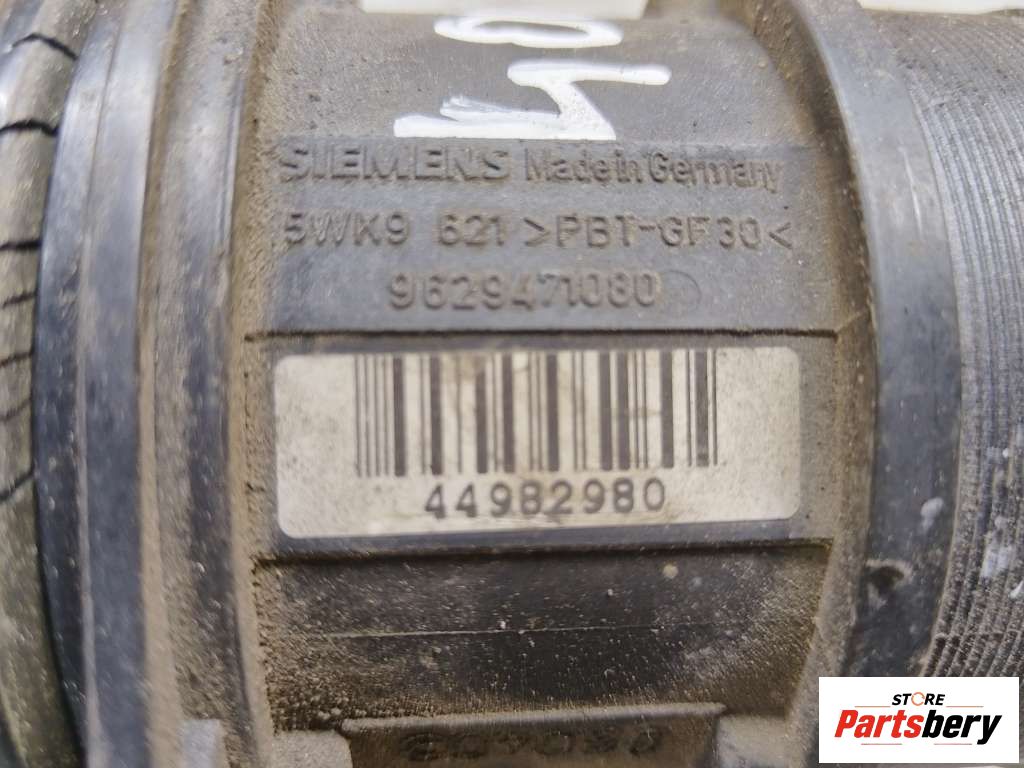 SIEMENS Made in Germany
5WK9 621 >PBT-GF30<
9629471080
44982980
STORE
Partsbery